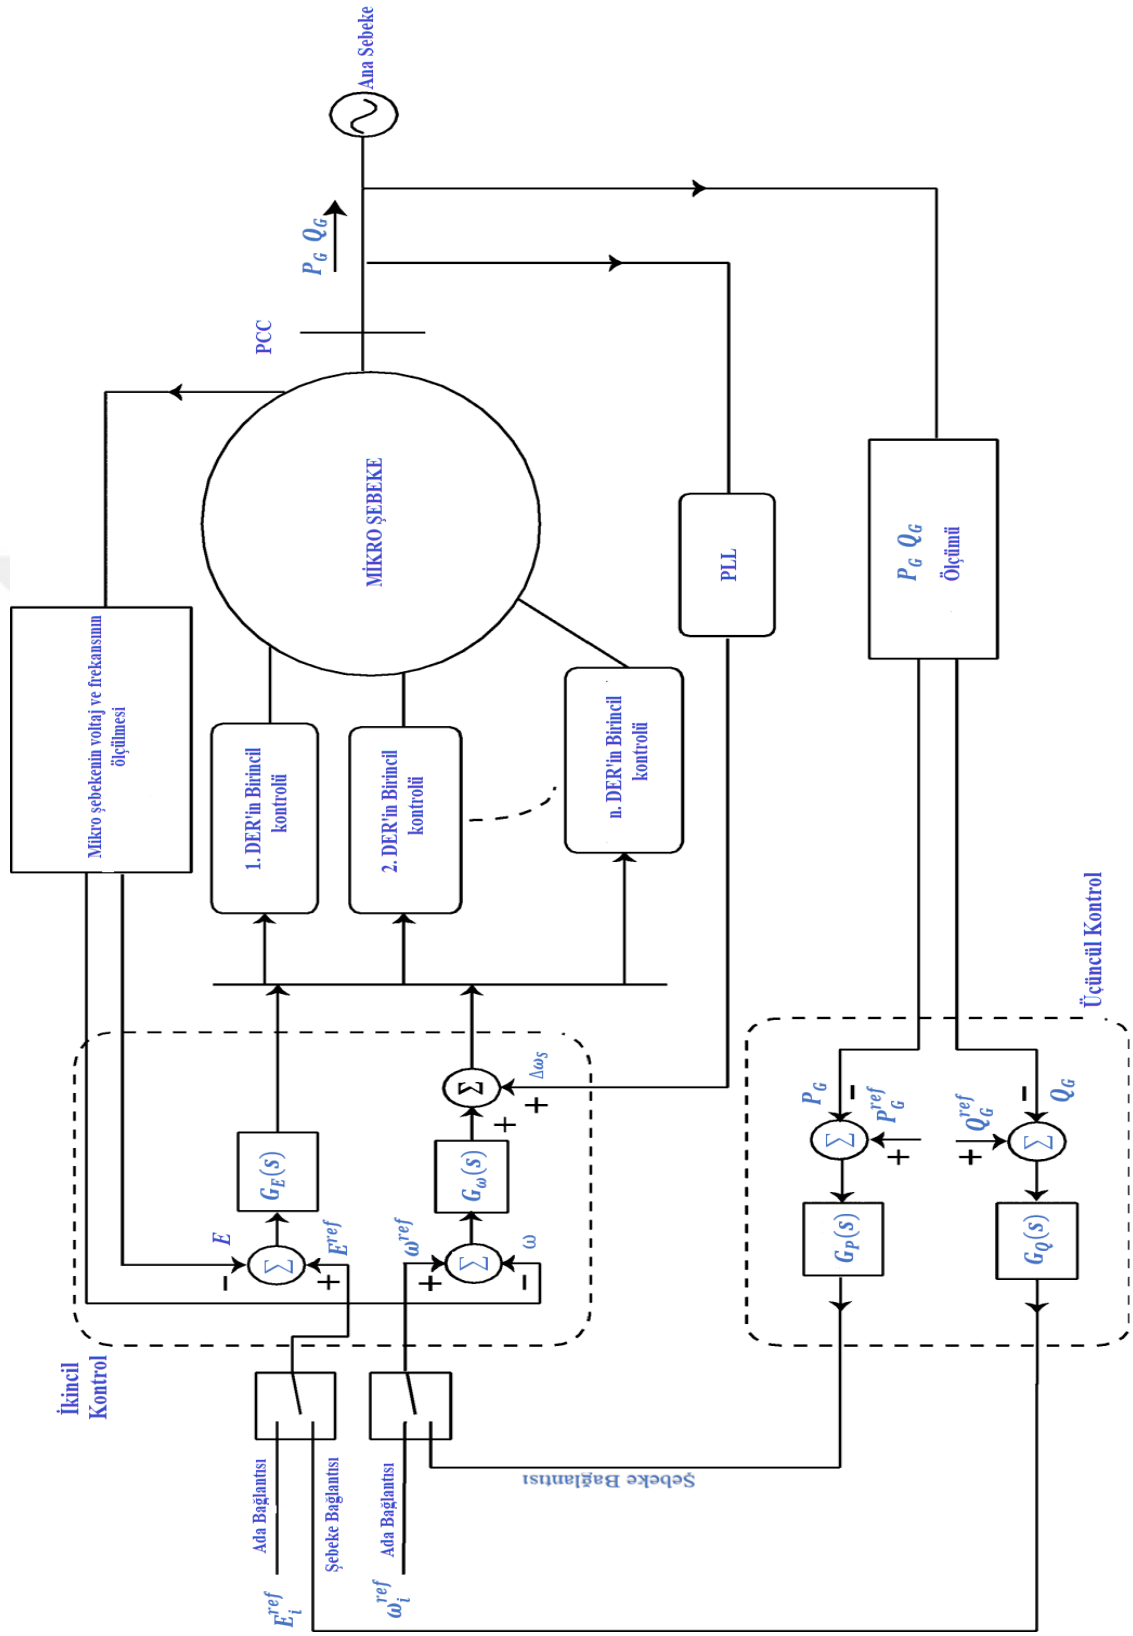 İkincil
Kontrol
Ada Bağlantısı
Şebeke Bağlantısı
E_i^{ref}
Ada Bağlantısı
ω_i^{ref}
Şebeke Bağlantısı
E
-
+
E^{ref}
Σ
G_E(s)
ω^{ref}
+
-
ω
Σ
G_ω(s)
+
Σ
+
Δω_S
Mikro şebekenin voltaj ve frekansının
ölçülmesi
1. DER'in Birincil
kontrolü
2. DER'in Birincil
kontrolü
n. DER'in Birincil
kontrolü
MİKRO ŞEBEKE
PCC
P_G Q_G
Ana Sebeke
PLL
P_G Q_G
Ölçümü
Üçüncül Kontrol
P_G
-
P_G^{ref}
+
Σ
G_P(s)
Q_G^{ref}
+
-
Q_G
Σ
G_Q(s)